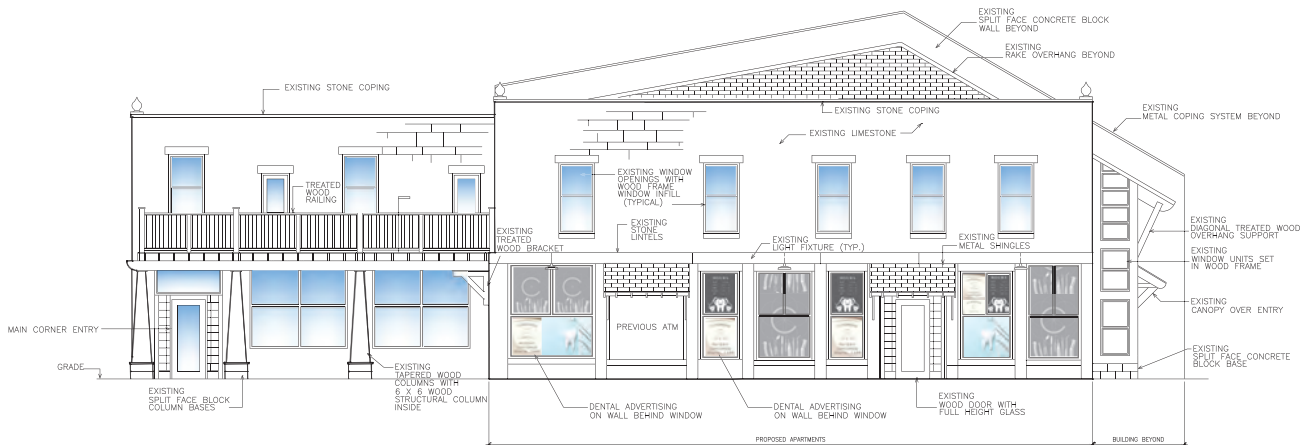 EXISTING
SPLIT FACE CONCRETE BLOCK
WALL BEYOND
EXISTING
RAKE OVERHANG BEYOND
EXISTING STONE COPING
EXISTING STONE COPING
EXISTING
METAL COPING SYSTEM BEYOND
EXISTING LIMESTONE
EXISTING WINDOW
OPENINGS WITH
WOOD FRAME
WINDOW INFILL
(TYPICAL)
TREATED
WOOD
RAILING
EXISTING
STONE
LINTELS
EXISTING
TREATED
WOOD BRACKET
EXISTING
LIGHT FIXTURE (TYP.)
EXISTING
METAL SHINGLES
EXISTING
DIAGONAL TREATED WOOD
OVERHANG SUPPORT
EXISTING
WINDOW UNITS SET
IN WOOD FRAME
EXISTING
CANOPY OVER ENTRY
MAIN CORNER ENTRY
PREVIOUS ATM
GRADE
EXISTING
SPLIT FACE CONCRETE
BLOCK BASE
EXISTING
SPLIT FACE BLOCK
COLUMN BASES
EXISTING
TAPERED WOOD
COLUMNS WITH
6 X 6 WOOD
STRUCTURAL COLUMN
INSIDE
DENTAL ADVERTISING
ON WALL BEHIND WINDOW
DENTAL ADVERTISING
ON WALL BEHIND WINDOW
EXISTING
WOOD DOOR WITH
FULL HEIGHT GLASS
PROPOSED APARTMENTS
BUILDING BEYOND